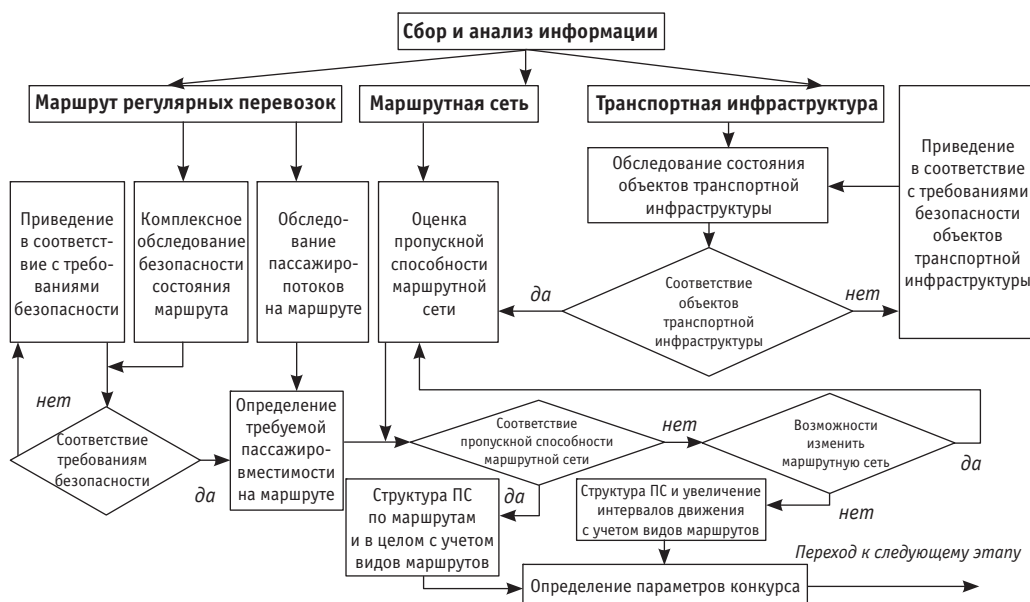 Сбор и анализ информации
Маршрут регулярных перевозок
Маршрутная сеть
Транспортная инфраструктура
Приведение
в соответст-
вие с требо-
ваниями
безопасности
Комплексное
обследование
безопасности
состояния
маршрута
Обследо-
вание
пассажиро-
потоков
на маршруте
Оценка
пропускной
способности
маршрутной
сети
Обследование состояния
объектов транспортной
инфраструктуры
Приведение
в соответствие
с требованиями
безопасности
объектов
транспортной
инфраструктуры
да
Соответствие
объектов
транспортной
инфраструктуры
нет
нет
Соответствие
требованиям
безопасности
да
Определение
требуемой
пассажиро-
вместимости
на маршруте
Соответствие
пропускной способности
маршрутной сети
нет
Возможности
изменить
маршрутную сеть
да
да
нет
Структура ПС
по маршрутам
и в целом с учетом
видов маршрутов
Структура ПС и увеличение
интервалов движения
с учетом видов маршрутов
Определение параметров конкурса
Переход к следующему этапу